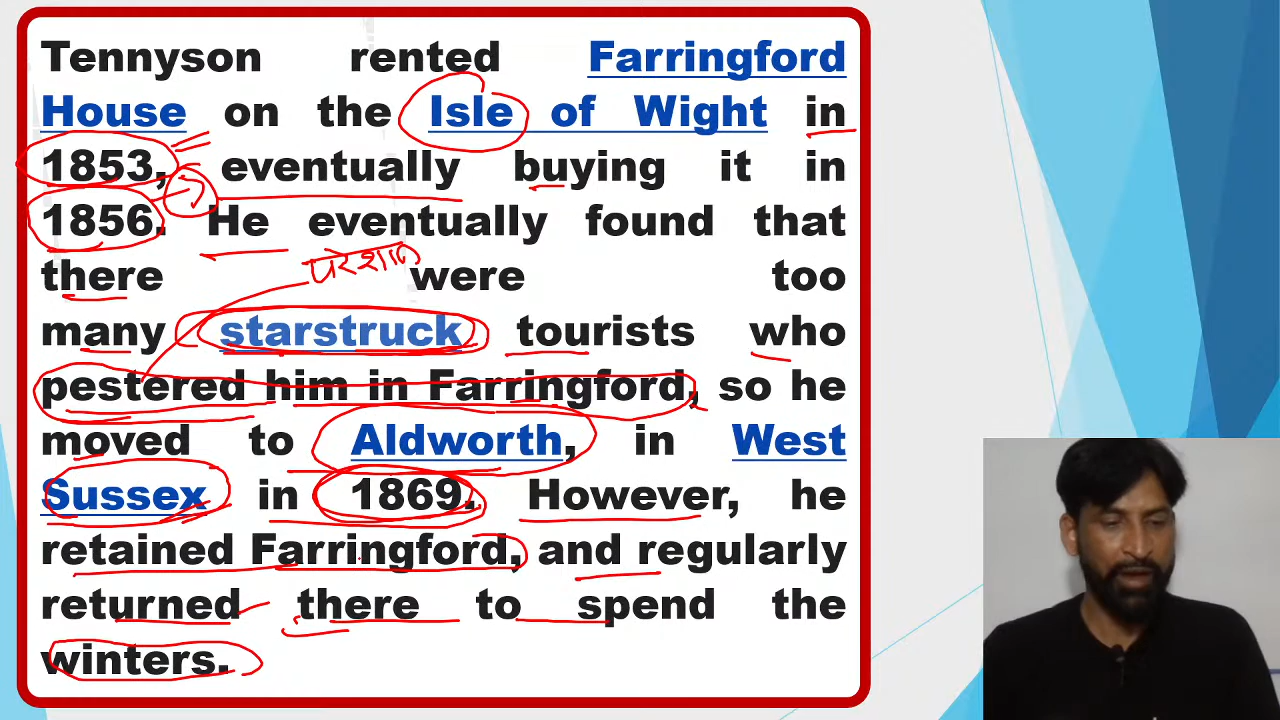 Tennyson rented Farringford
House on the Isle of Wight in
1853, eventually buying it in
1856. He eventually found that
परेशान
there were too
many starstruck tourists who
pestered him in Farringford, so he
moved to Aldworth, in West
Sussex in 1869. However, he
retained Farringford, and regularly
returned there to spend the
winters.